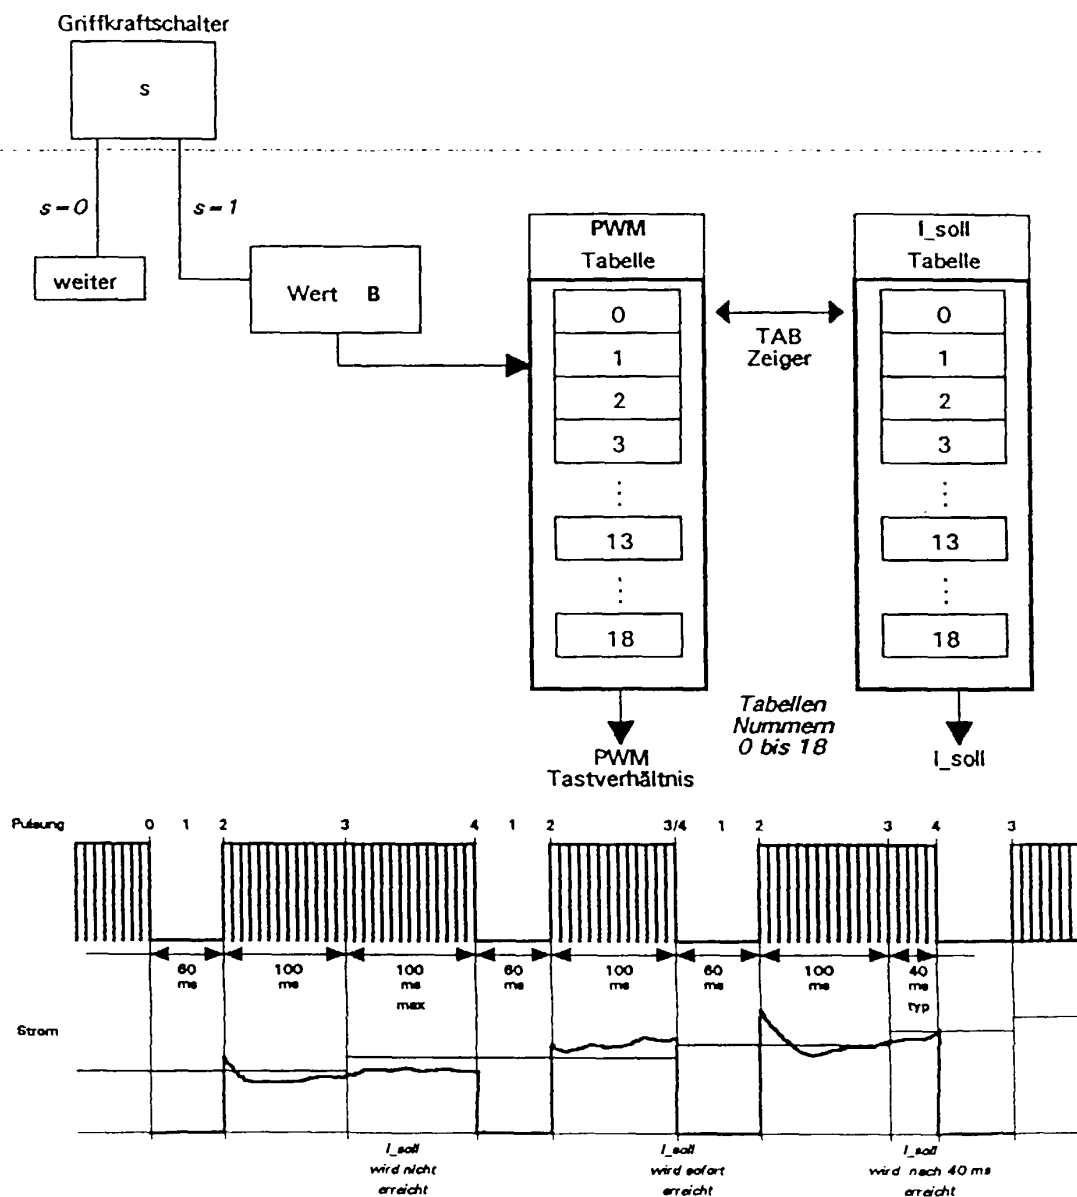 Griffkraftschalter
s
s=0
s=1
weiter
Wert B
PWM
Tabelle
0
1
2
3
13
18
TAB
Zeiger
I_soll
Tabelle
0
1
2
3
13
18
Tabellen
Nummern
0 bis 18
PWM
Tastverhältnis
I_soll
Pulsung 0 1 2 3 4 1 2 3/4 1 2 3 4 3
60
ms
100
ms
100
ms
max
60
ms
100
ms
60
ms
100
ms
40
ms
typ
Strom
I_soll
wird nicht
erreicht
I_soll
wird sofort
erreicht
I_soll
wird nach 40 ms
erreicht